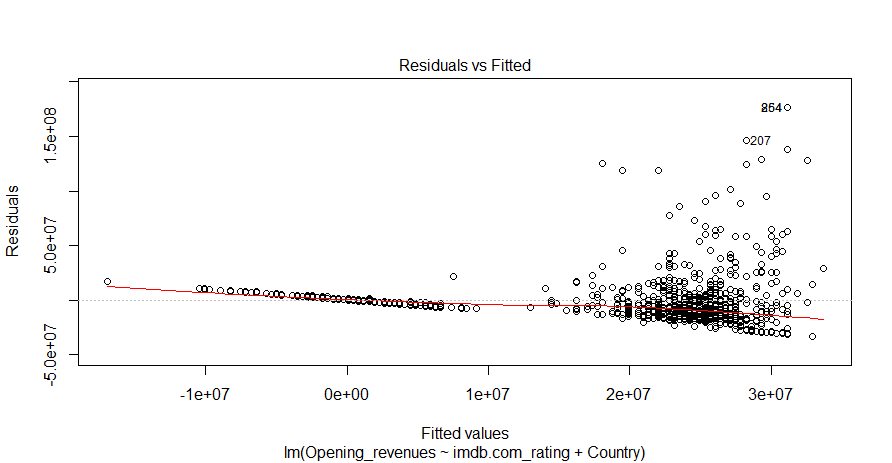 Residuals vs Fitted
Residuals
-5.0e+07
5.0e+07
1.5e+08
207
-1e+07
0e+00
1e+07
2e+07
3e+07
Fitted values
lm(Opening_revenues ~ imdb.com_rating + Country)